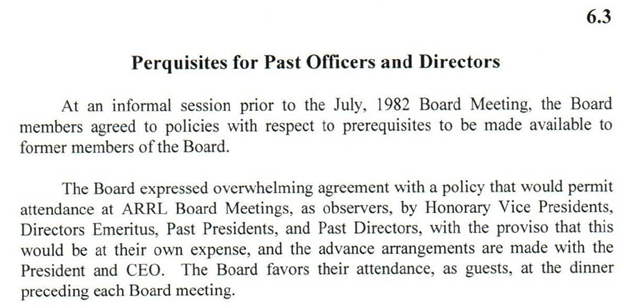 6.3
Perquisites for Past Officers and Directors
At an informal session prior to the July, 1982 Board Meeting, the Board
members agreed to policies with respect to prerequisites to be made available to
former members of the Board.
The Board expressed overwhelming agreement with a policy that would permit
attendance at ARRL Board Meetings, as observers, by Honorary Vice Presidents,
Directors Emeritus, Past Presidents, and Past Directors, with the proviso that this
would be at their own expense, and the advance arrangements are made with the
President and CEO. The Board favors their attendance, as guests, at the dinner
preceding each Board meeting.